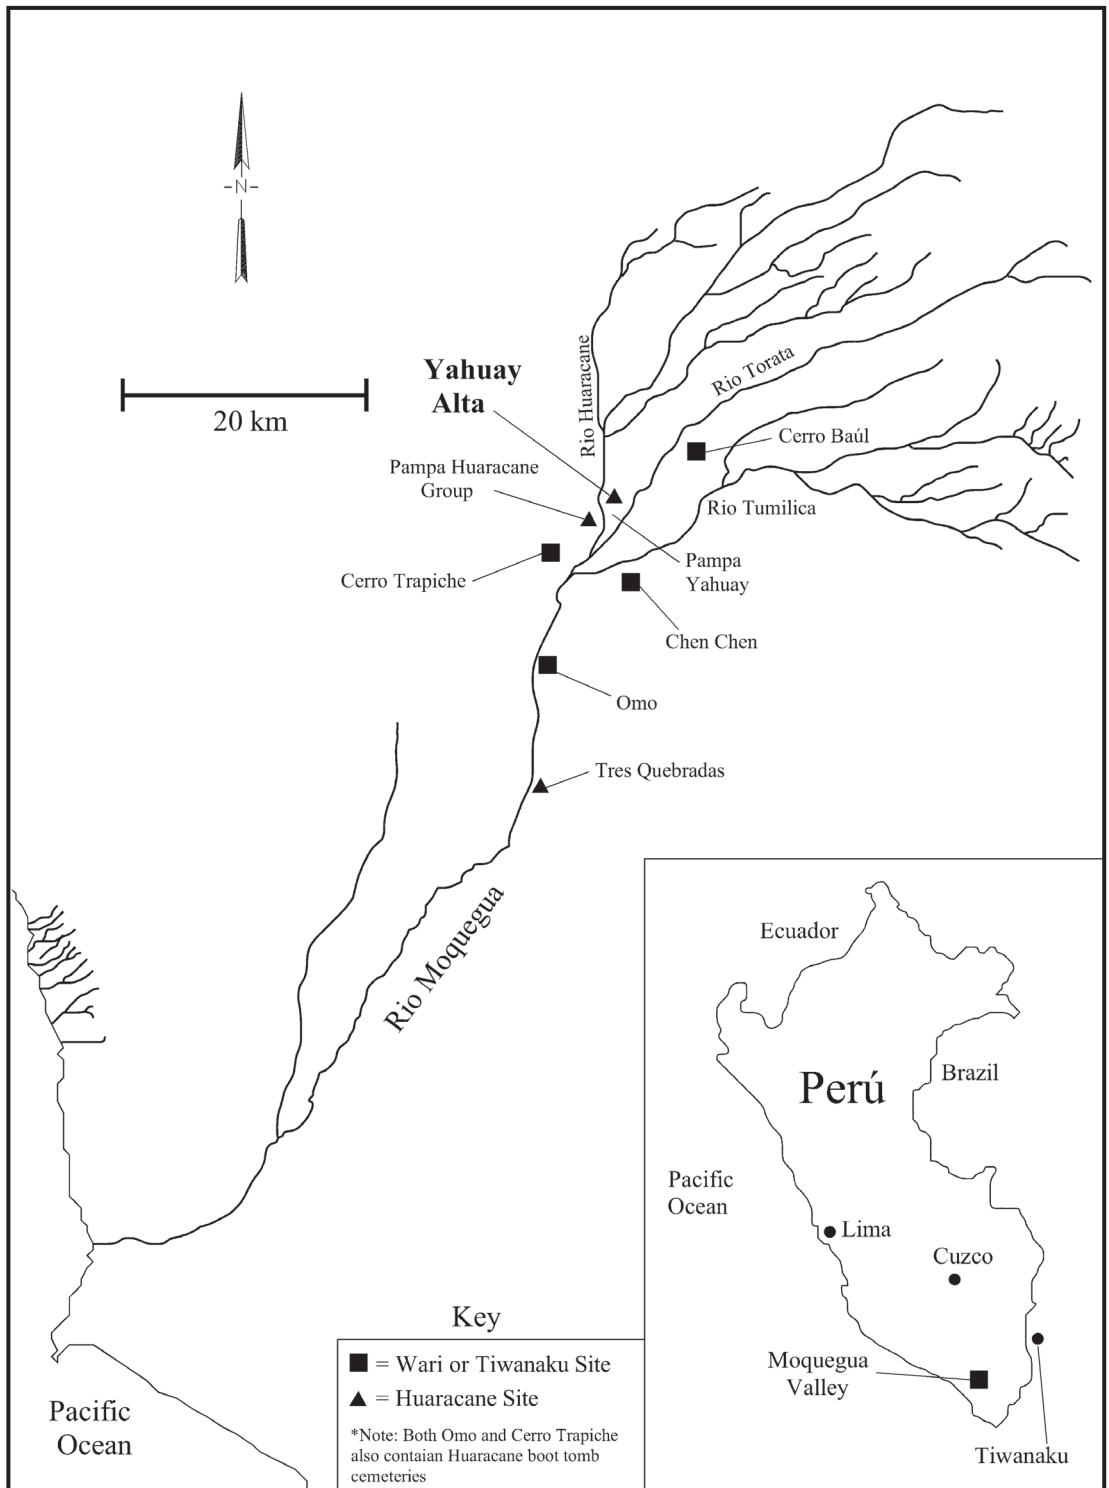 -N-
20 km
Yahuay
Alta
Rio Huaracane
Rio Torata
Cerro Baúl
Pampa Huaracane
Group
Rio Tumilica
Cerro Trapiche
Pampa
Yahuay
Chen Chen
Omo
Tres Quebradas
Rio Moquegua
Ecuador
Perú
Brazil
Pacific
Ocean
Lima
Cuzco
Moquegua
Valley
Tiwanaku
Key
= Wari or Tiwanaku Site
= Huaracane Site
*Note: Both Omo and Cerro Trapiche
also contaian Huaracane boot tomb
cemeteries
Pacific
Ocean